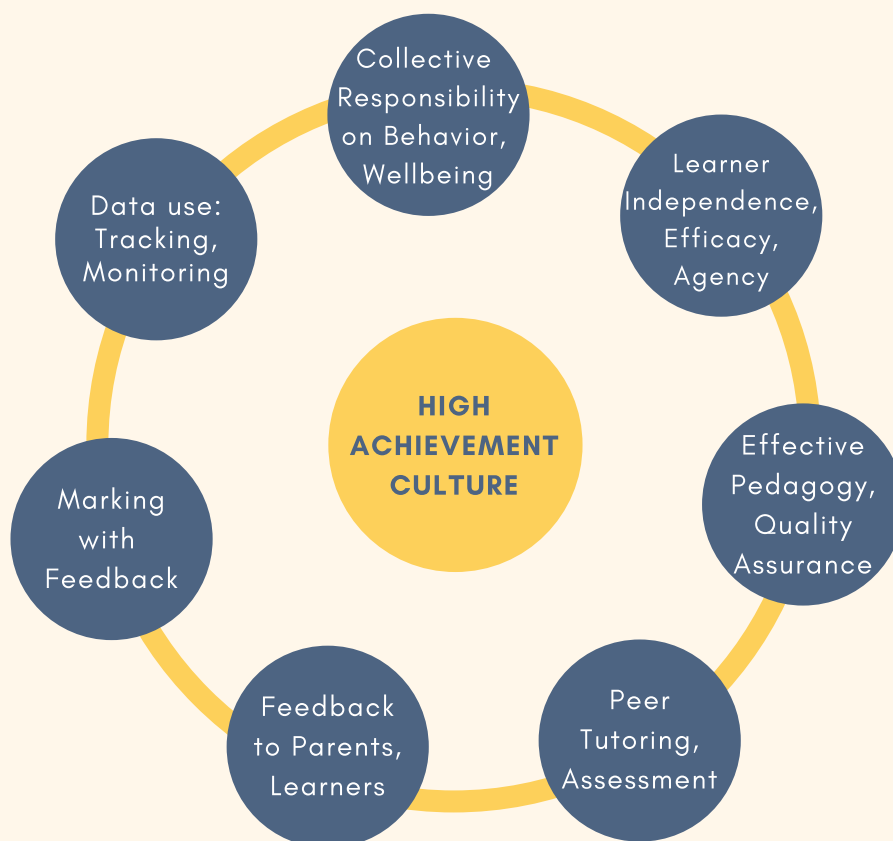 Collective
Responsibility
on Behavior,
Wellbeing
Learner
Independence,
Efficacy,
Agency
Effective
Pedagogy,
Quality
Assurance
Peer
Tutoring,
Assessment
Feedback
to Parents,
Learners
Marking
with
Feedback
Data use:
Tracking,
Monitoring
HIGH
ACHIEVEMENT
CULTURE